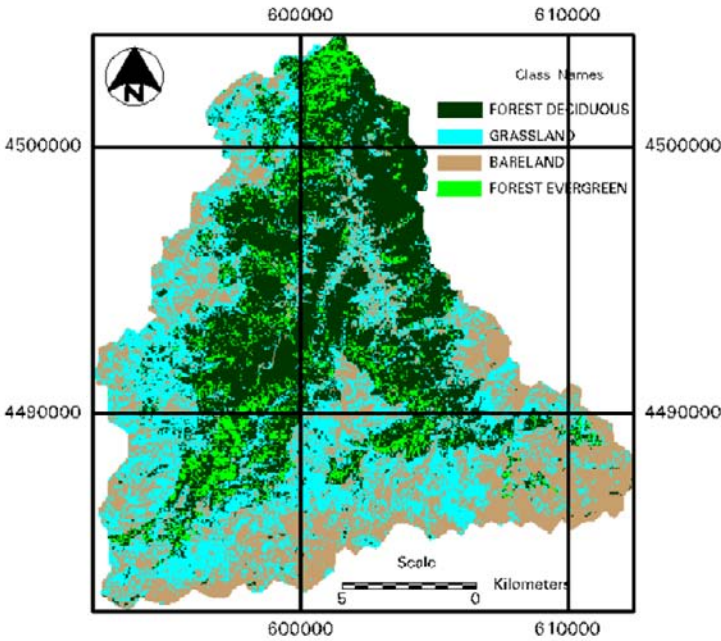 600000 610000
Class Names
FOREST DECIDUOUS
4500000 4500000
GRASSLAND
BARELAND
FOREST EVERGREEN
4490000 4490000
Scale
Kilometers
5 0
N
600000 610000